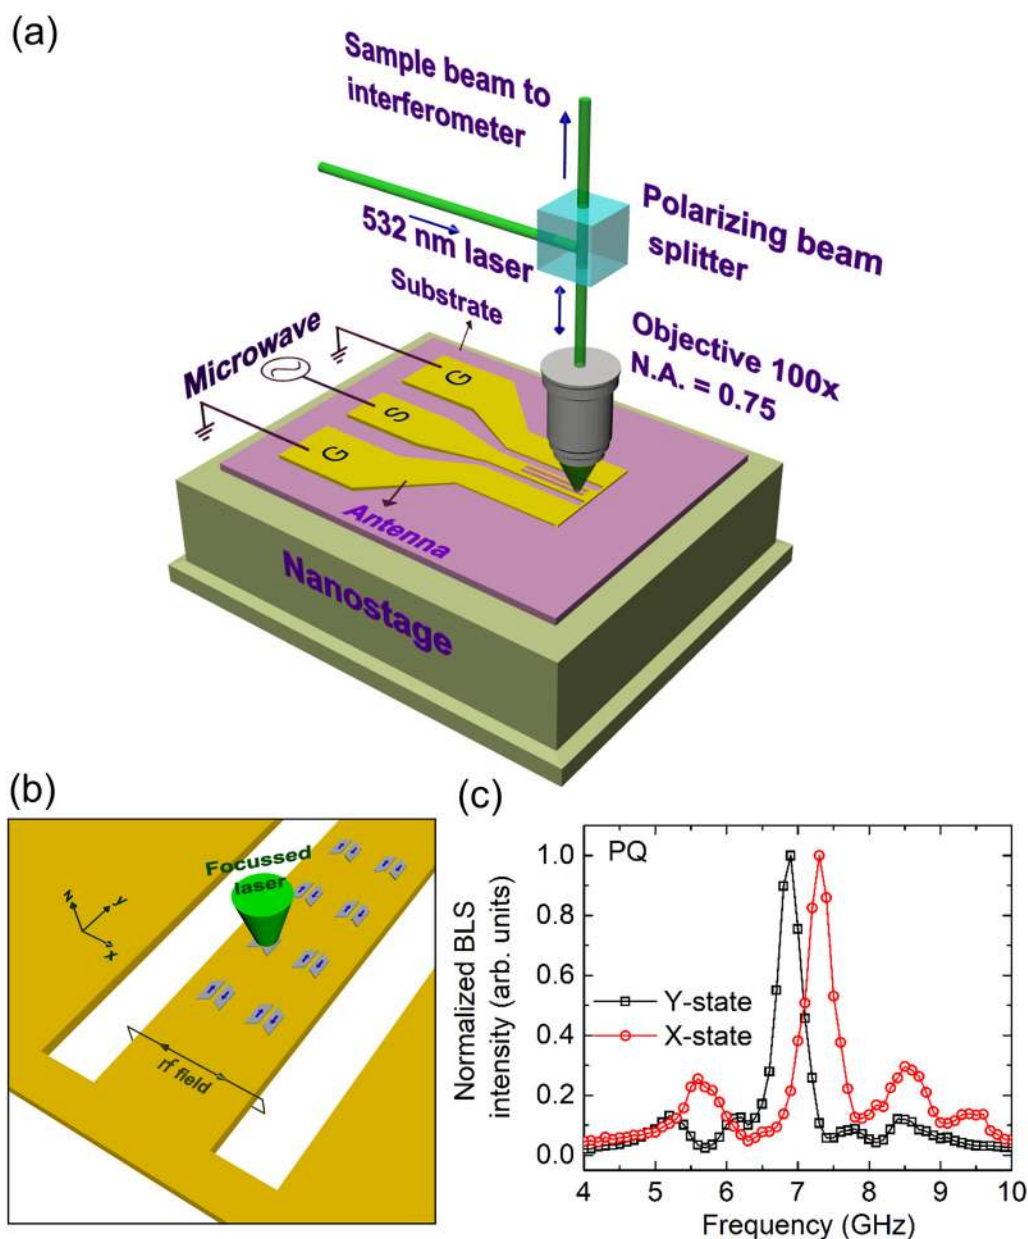 (a)
Sample beam to
interferometer
532 nm laser
Polarizing beam
splitter
Substrate
Microwave
Objective 100x
N.A. = 0.75
G
S
G
Antenna
Nanostage
(b)
Focussed
laser
Z
Y
X
rf field
(c)
PQ
Normalized BLS
intensity (arb. units)
1.0
0.8
0.6
0.4
0.2
0.0
Y-state
X-state
4 5 6 7 8 9 10
Frequency (GHz)